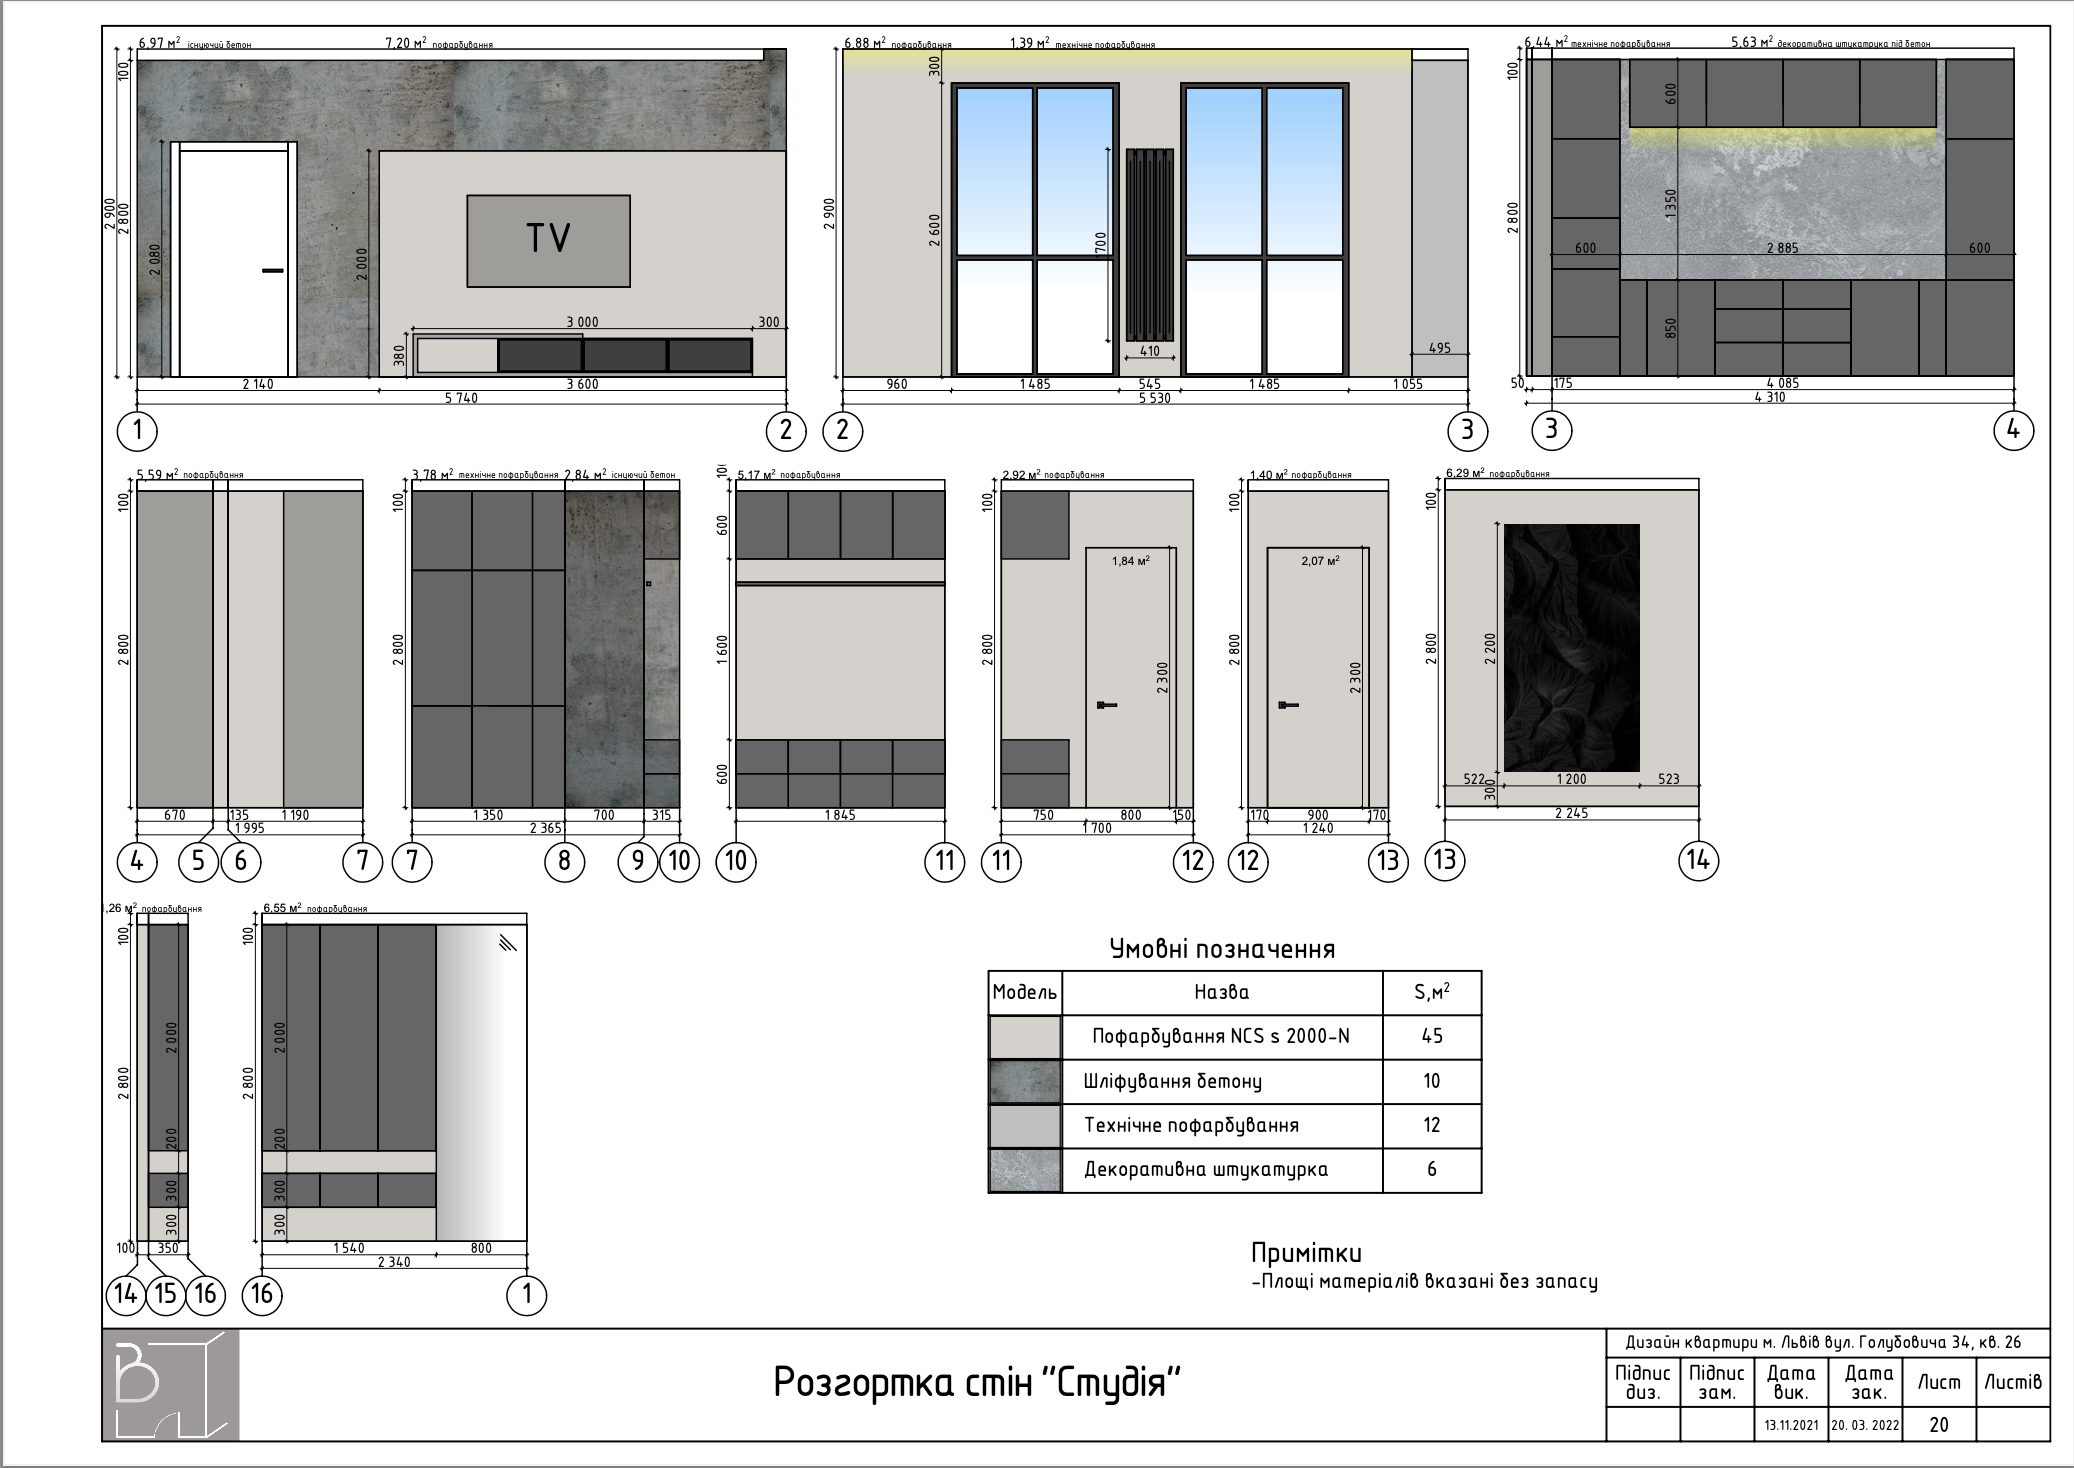 6,97 м² існуючий бетон 7,20 м² пофарбування
100
2 900
2 800
2 080
2 000
TV
3 000 300
380
2 140 3 600
5 740
1 2
6,88 м² пофарбування 1,39 м² технічне пофарбування
300
2 900
2 600
1700
410
495
960 1 485 545 1 485 1 055
5 530
2 3
6,44 м² технічне пофарбування 5,63 м² декоративна штукатрука під бетон
100
600
2 800
1 350
600 2 885 600
850
50 175 4 085
4 310
3 4
5,59 м² пофарбування
100
2 800
670 135 1 190
1 995
4 5 6 7
3,78 м² технічне пофарбування 2,84 м² існуючий бетон
100
2 800
1 350 700 315
2 365
7 8 9 10
5,17 м² пофарбування
600
1 600
600
1 845
10 11
2,92 м² пофарбування
100
1,84 м²
2 800
2 300
750 800 150
1 700
11 12
1,40 м² пофарбування
100
2,07 м²
2 800
2 300
170 900 170
1 240
12 13
6,29 м² пофарбування
100
2 800
2 200
522 1 200 523
300
2 245
13 14
,26 м² пофарбування
100
2 000
2 800
200
300
300
100 350
14 15 16
6,55 м² пофарбування
100
2 000
2 800
200
300
300
1 540 800
2 340
16 1
Умовні позначення
Модель Назва S,м²
Пофарбування NCS s 2000-N 45
Шліфування бетону 10
Технічне пофарбування 12
Декоративна штукатурка 6
Примітки
-Площі матеріалів вказані без запасу
B
Розгортка стін "Студія"
Дизайн квартири м. Львів вул. Голубовича 34, кв. 26
Підпис диз. Підпис зам. Дата вик. Дата зак. Лист Листів
13.11.2021 20. 03. 2022 20